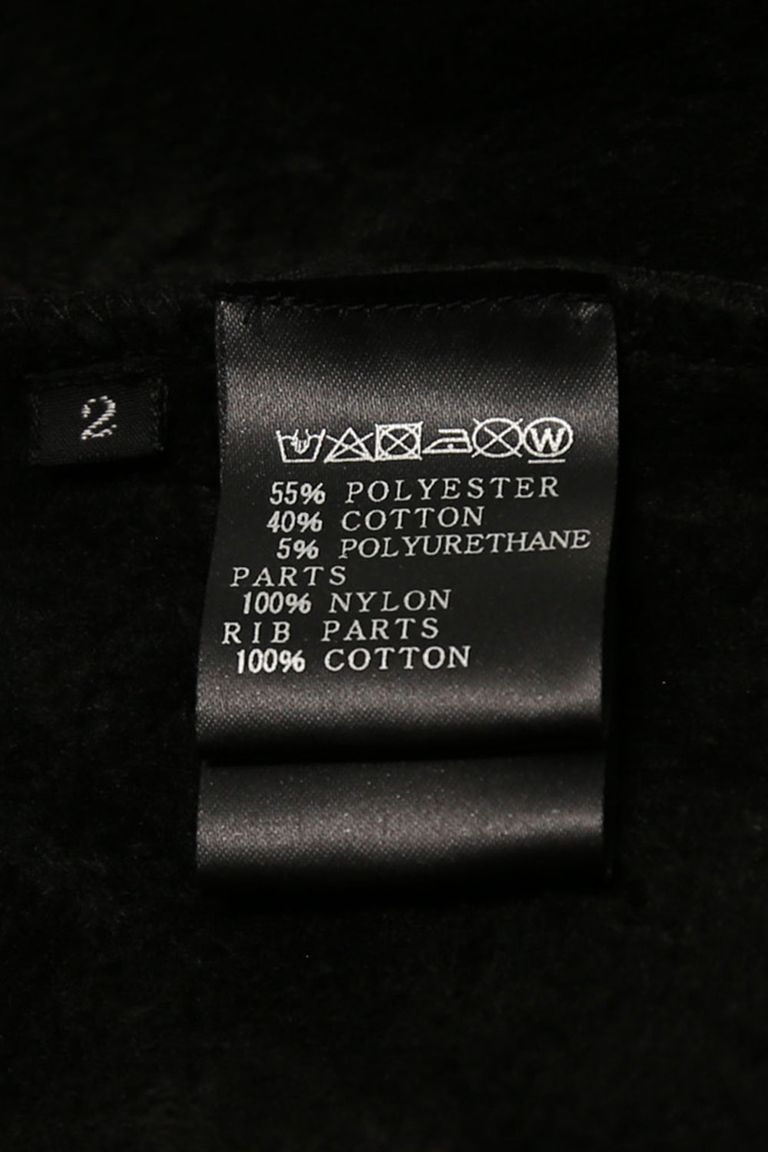 2
W
55% POLYESTER
40% COTTON
5% POLYURETHANE
PARTS
100% NYLON
RIB PARTS
100% COTTON